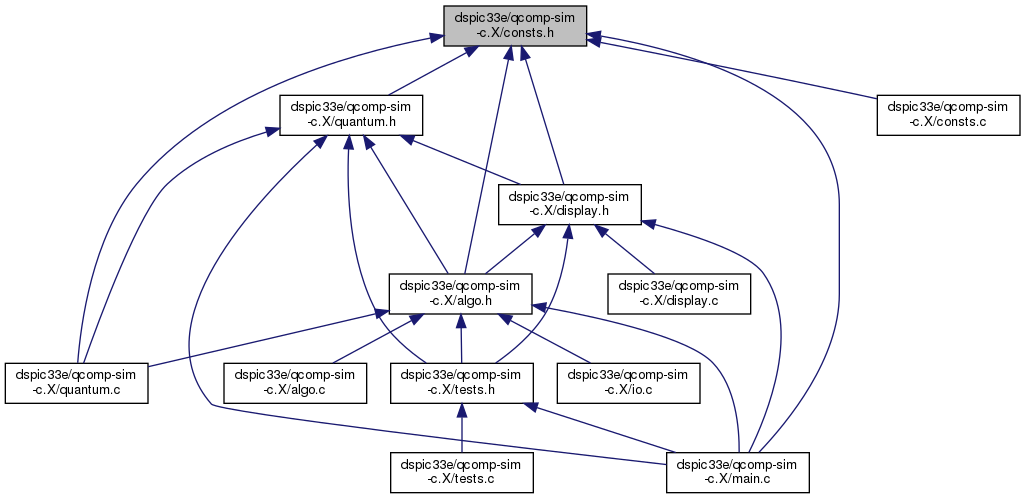 dspic33e/qcomp-sim
-c.X/consts.h
dspic33e/qcomp-sim
-c.X/quantum.h
dspic33e/qcomp-sim
-c.X/consts.c
dspic33e/qcomp-sim
-c.X/display.h
dspic33e/qcomp-sim
-c.X/algo.h
dspic33e/qcomp-sim
-c.X/display.c
dspic33e/qcomp-sim
-c.X/quantum.c
dspic33e/qcomp-sim
-c.X/algo.c
dspic33e/qcomp-sim
-c.X/tests.h
dspic33e/qcomp-sim
-c.X/io.c
dspic33e/qcomp-sim
-c.X/tests.c
dspic33e/qcomp-sim
-c.X/main.c